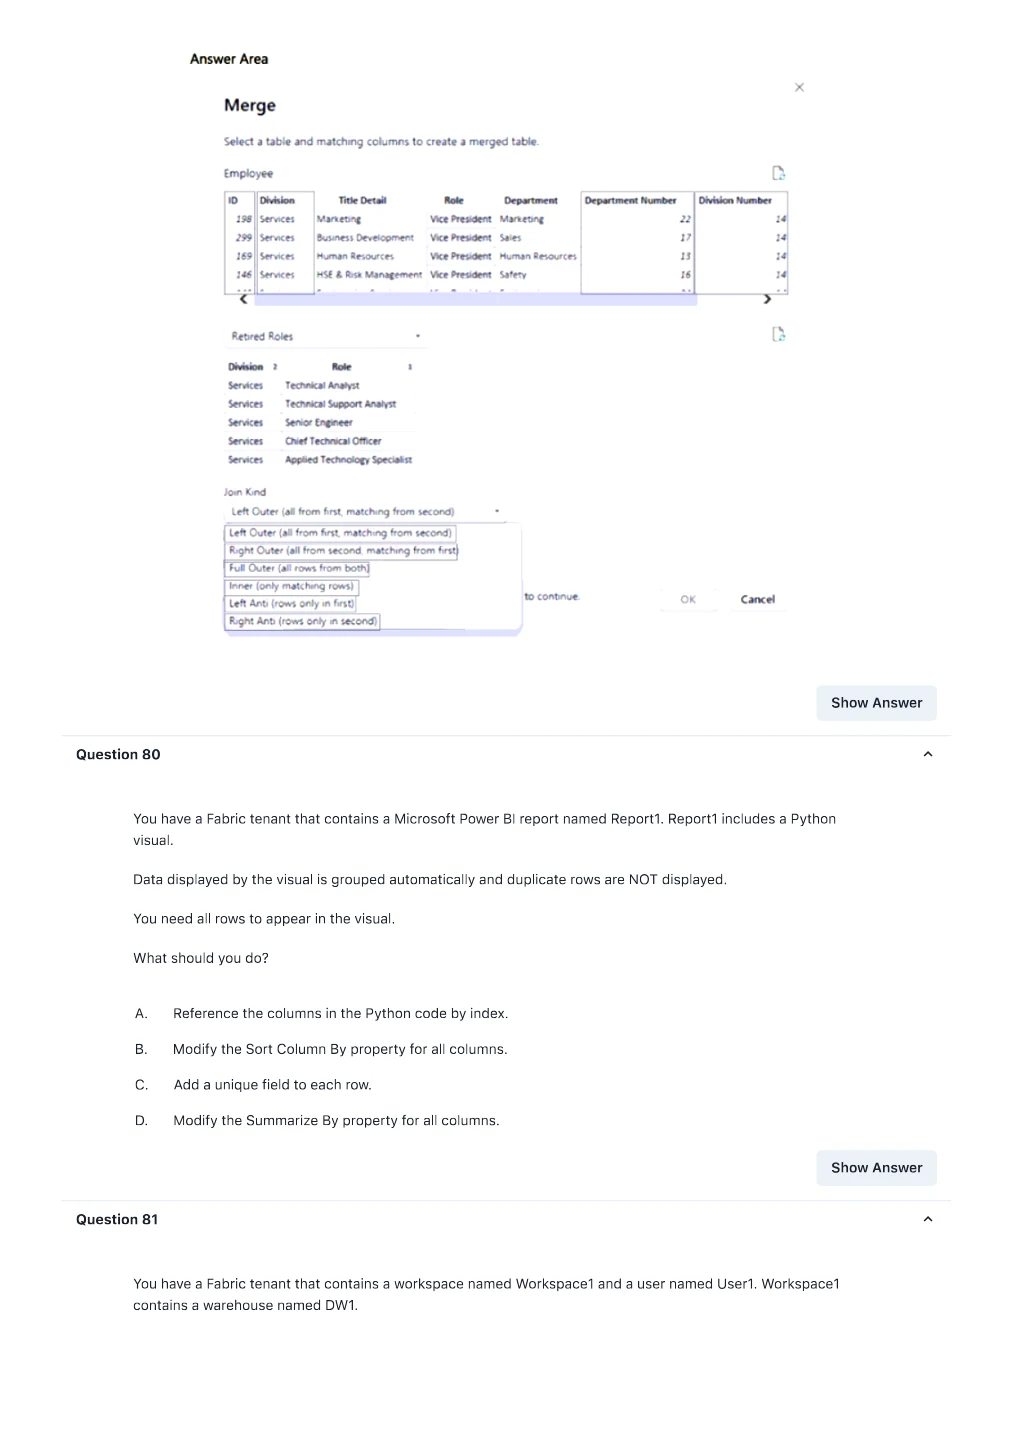 Answer Area
Merge
Select a table and matching columns to create a merged table.
Employee
ID Division Title Detail Role Department Department Number Division Number
198 Services Marketing Vice President Marketing 22 14
299 Services Business Development Vice President Sales 17 14
169 Services Human Resources Vice President Human Resources 13 14
146 Services HSE & Risk Management Vice President Safety 16 14
Retired Roles
Division 2 Role 1
Services Technical Analyst
Services Technical Support Analyst
Services Senior Engineer
Services Chief Technical Officer
Services Applied Technology Specialist
Join Kind
Left Outer (all from first, matching from second)
Left Outer (all from first, matching from second)
Right Outer (all from second, matching from first)
Full Outer (all rows from both)
Inner (only matching rows)
Left Anti (rows only in first)
Right Anti (rows only in second)
to continue.
OK Cancel
Show Answer
Question 80
You have a Fabric tenant that contains a Microsoft Power BI report named Report1. Report1 includes a Python
visual.
Data displayed by the visual is grouped automatically and duplicate rows are NOT displayed.
You need all rows to appear in the visual.
What should you do?
A. Reference the columns in the Python code by index.
B. Modify the Sort Column By property for all columns.
C. Add a unique field to each row.
D. Modify the Summarize By property for all columns.
Show Answer
Question 81
You have a Fabric tenant that contains a workspace named Workspace1 and a user named User1. Workspace1
contains a warehouse named DW1.